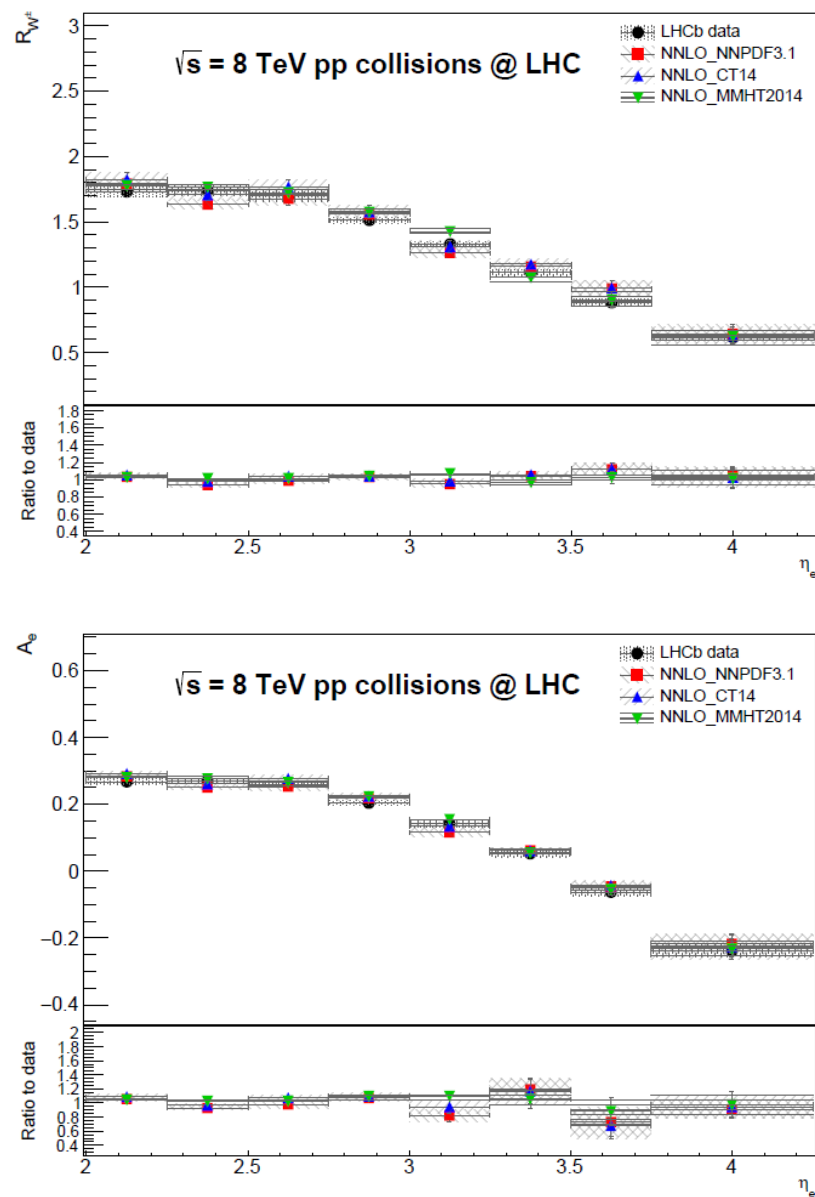 R_W±
3
2.5
2
1.5
1
0.5
√s = 8 TeV pp collisions @ LHC
LHCb data
NNLO_NNPDF3.1
NNLO_CT14
NNLO_MMHT2014
Ratio to data
1.8
1.6
1.4
1.2
1
0.8
0.6
0.4
2 2.5 3 3.5 4
η_e
A_e
0.6
0.4
0.2
0
−0.2
−0.4
√s = 8 TeV pp collisions @ LHC
LHCb data
NNLO_NNPDF3.1
NNLO_CT14
NNLO_MMHT2014
Ratio to data
2
1.8
1.6
1.4
1.2
1
0.8
0.6
0.4
2 2.5 3 3.5 4
η_e